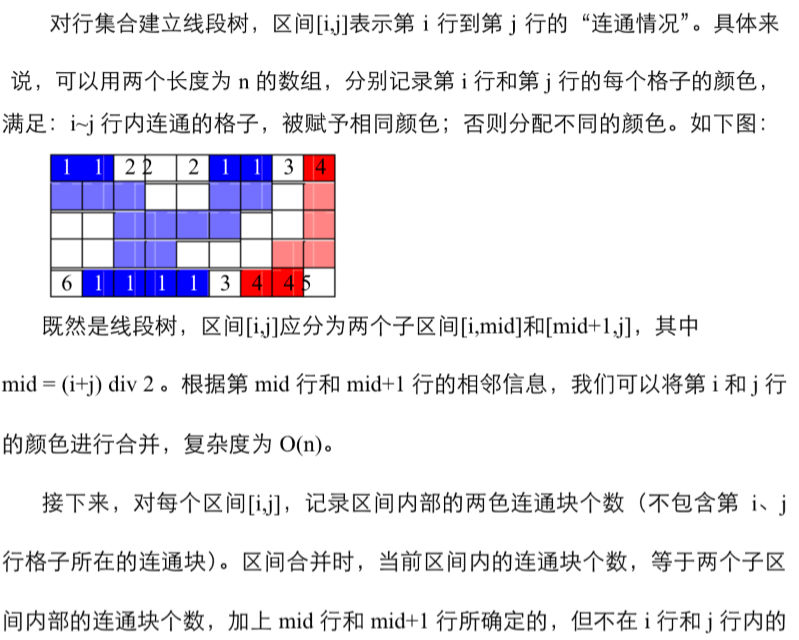 对行集合建立线段树，区间[i,j]表示第 i 行到第 j 行的“连通情况”。具体来
说，可以用两个长度为 n 的数组，分别记录第 i 行和第 j 行的每个格子的颜色，
满足：i~j 行内连通的格子，被赋予相同颜色；否则分配不同的颜色。如下图：
1 1 2 2 2 1 1 3 4
6 1 1 1 1 3 4 4 5
既然是线段树，区间[i,j]应分为两个子区间[i,mid]和[mid+1,j]，其中
mid = (i+j) div 2 。根据第 mid 行和 mid+1 行的相邻信息，我们可以将第 i 和 j 行
的颜色进行合并，复杂度为 O(n)。
接下来，对每个区间[i,j]，记录区间内部的两色连通块个数（不包含第 i、j
行格子所在的连通块）。区间合并时，当前区间内的连通块个数，等于两个子区
间内部的连通块个数，加上 mid 行和 mid+1 行所确定的，但不在 i 行和 j 行内的